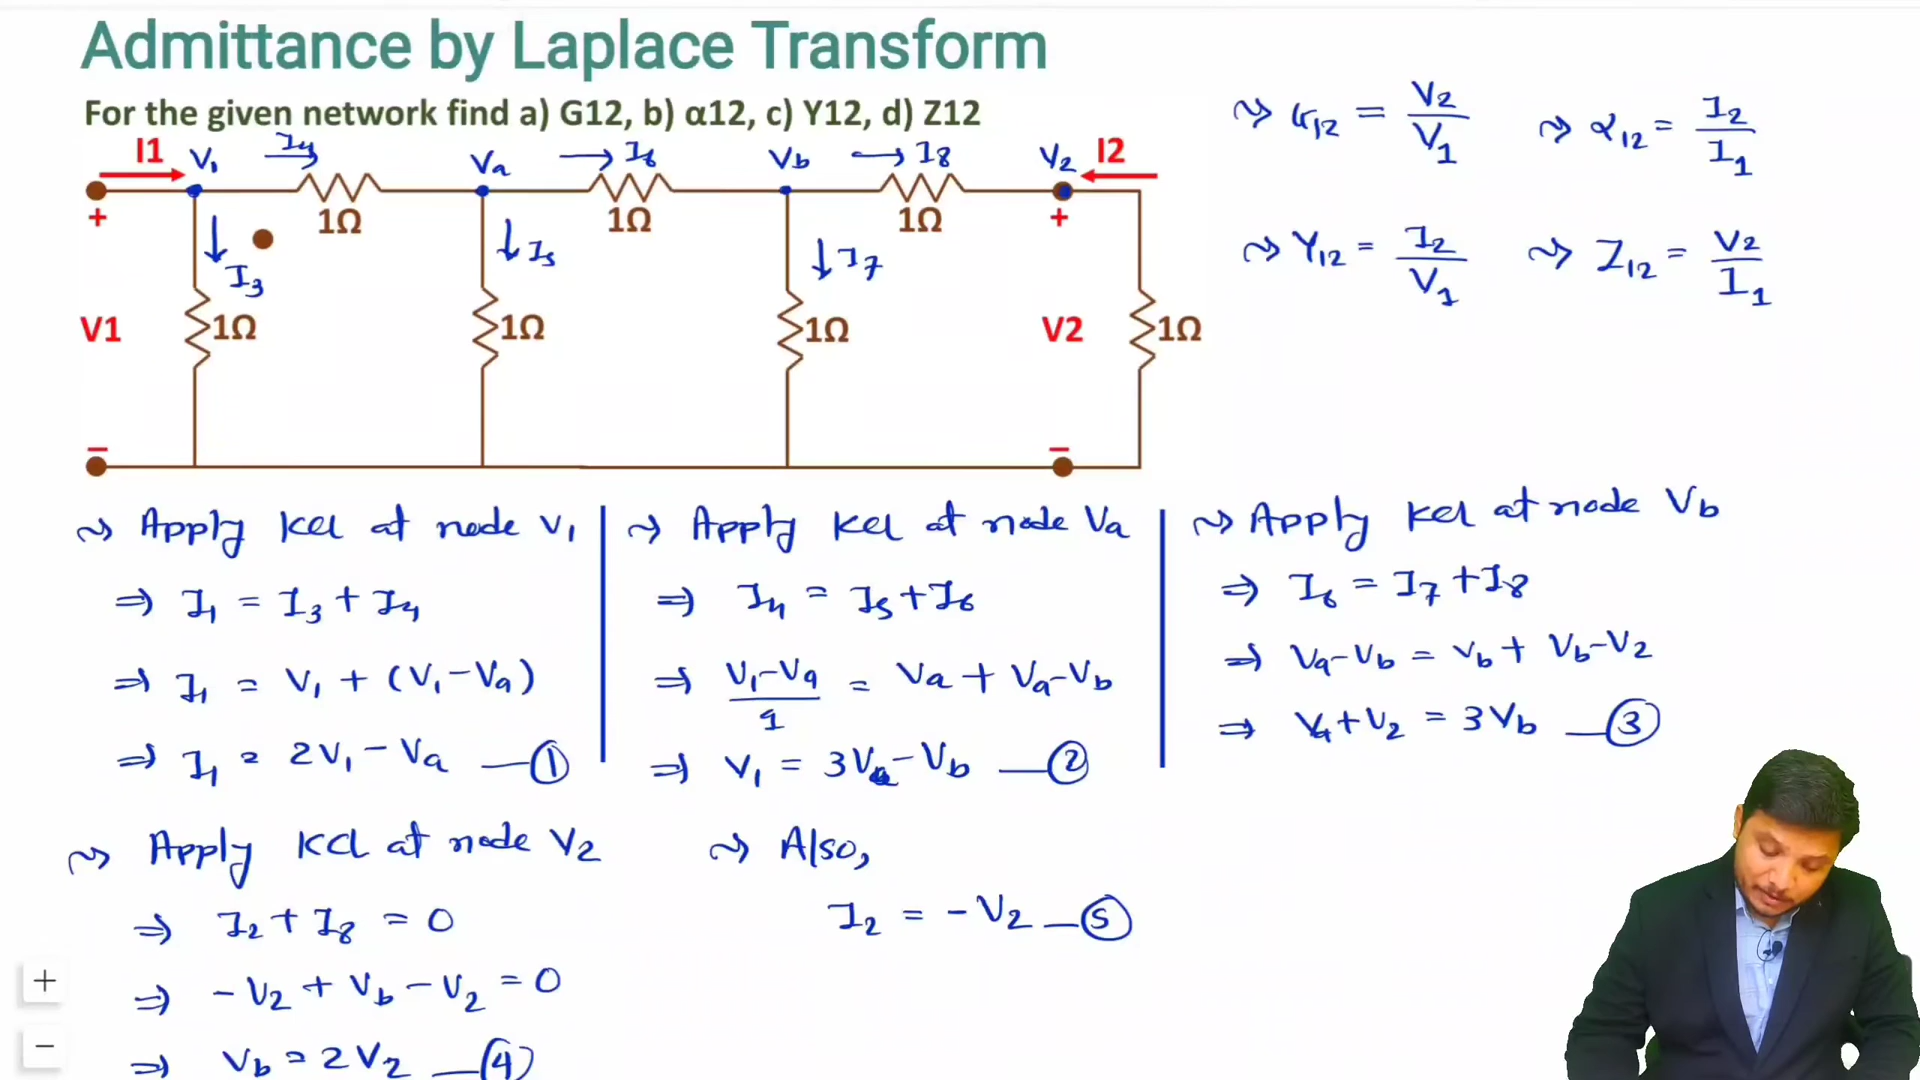 Admittance by Laplace Transform
For the given network find a) G12, b) α12, c) Y12, d) Z12
G12 = V2/V1
α12 = I2/I1
Y12 = I2/V1
Z12 = V2/I1
I1 V1 I4 Va I6 Vb I8 V2 I2
+ 1Ω 1Ω 1Ω +
I3 I5 I7
V1 1Ω 1Ω 1Ω V2 1Ω
− −
Apply KCL at node V1
⇒ I1 = I3 + I4
⇒ I1 = V1 + (V1-Va)
⇒ I1 = 2V1 - Va —①
Apply KCL at node Va
⇒ I4 = I5 + I6
⇒ (V1-Va)/1 = Va + Va-Vb
⇒ V1 = 3Va - Vb —②
Apply KCL at node Vb
⇒ I6 = I7 + I8
⇒ Va-Vb = Vb + Vb-V2
⇒ Va+V2 = 3Vb —③
Apply KCL at node V2
⇒ I2 + I8 = 0
⇒ -V2 + Vb - V2 = 0
⇒ Vb = 2V2 —④
Also,
I2 = -V2 —⑤
+
−